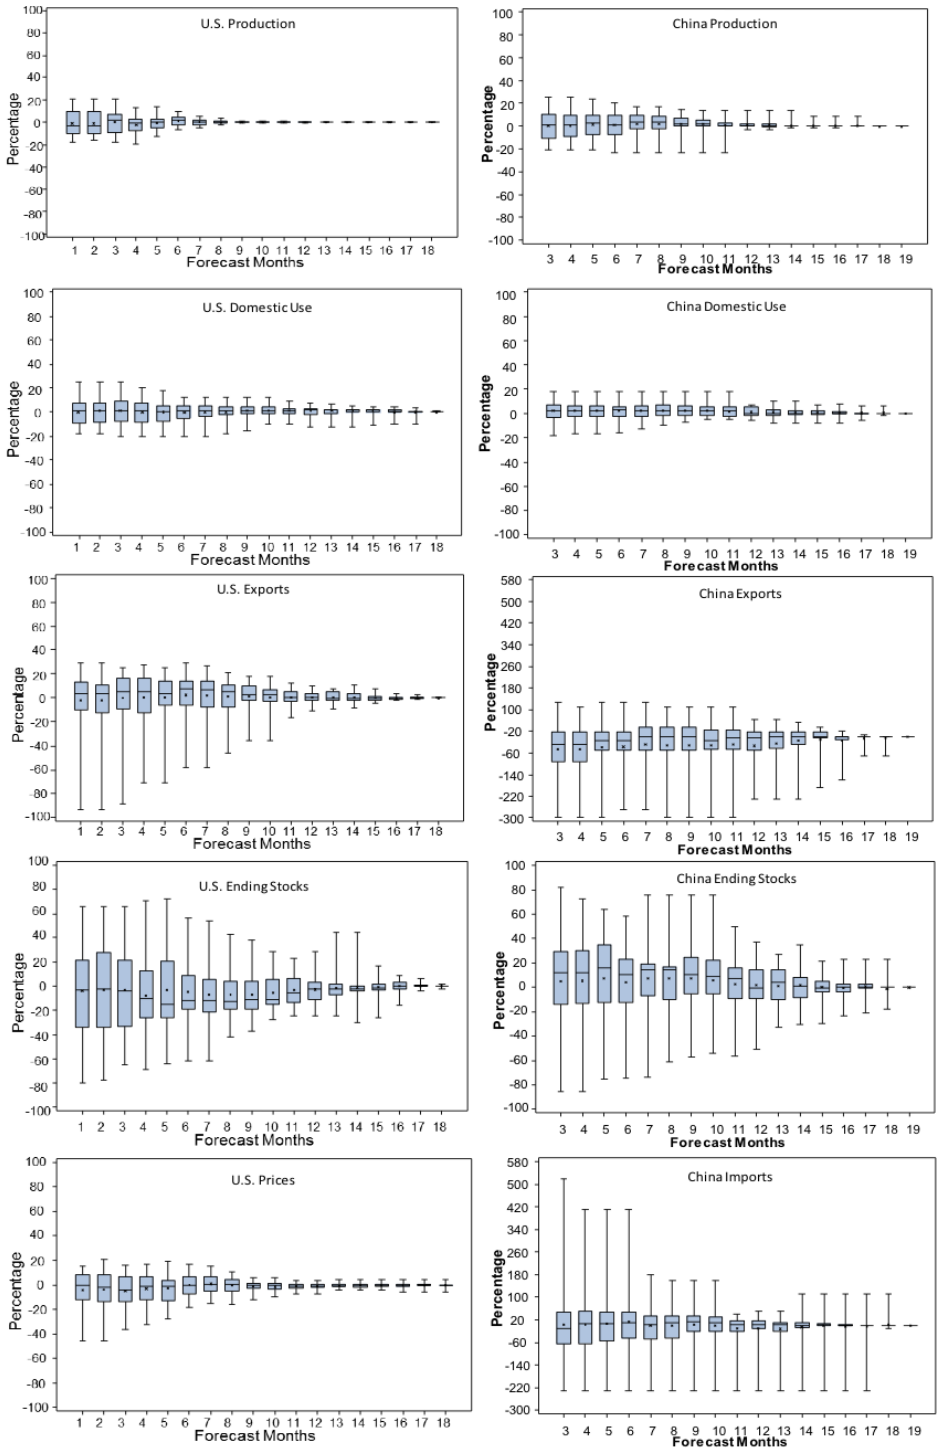 U.S. Production
Percentage
100
80
60
40
20
0
-20
-40
-60
-80
-100
1 2 3 4 5 6 7 8 9 10 11 12 13 14 15 16 17 18
Forecast Months
China Production
Percentage
100
80
60
40
20
0
-20
-40
-60
-80
-100
3 4 5 6 7 8 9 10 11 12 13 14 15 16 17 18 19
Forecast Months
U.S. Domestic Use
Percentage
100
80
60
40
20
0
-20
-40
-60
-80
-100
1 2 3 4 5 6 7 8 9 10 11 12 13 14 15 16 17 18
Forecast Months
China Domestic Use
Percentage
100
80
60
40
20
0
-20
-40
-60
-80
-100
3 4 5 6 7 8 9 10 11 12 13 14 15 16 17 18 19
Forecast Months
U.S. Exports
Percentage
100
80
60
40
20
0
-20
-40
-60
-80
-100
1 2 3 4 5 6 7 8 9 10 11 12 13 14 15 16 17 18
Forecast Months
China Exports
Percentage
580
500
420
340
260
180
100
-20
-60
-140
-220
-300
3 4 5 6 7 8 9 10 11 12 13 14 15 16 17 18 19
Forecast Months
U.S. Ending Stocks
Percentage
100
80
60
40
20
0
-20
-40
-60
-80
-100
1 2 3 4 5 6 7 8 9 10 11 12 13 14 15 16 17 18
Forecast Months
China Ending Stocks
Percentage
100
80
60
40
20
0
-20
-40
-60
-80
-100
3 4 5 6 7 8 9 10 11 12 13 14 15 16 17 18 19
Forecast Months
U.S. Prices
Percentage
100
80
60
40
20
0
-20
-40
-60
-80
-100
1 2 3 4 5 6 7 8 9 10 11 12 13 14 15 16 17 18
Forecast Months
China Imports
Percentage
580
500
420
340
260
180
100
20
-60
-140
-220
-300
3 4 5 6 7 8 9 10 11 12 13 14 15 16 17 18 19
Forecast Months